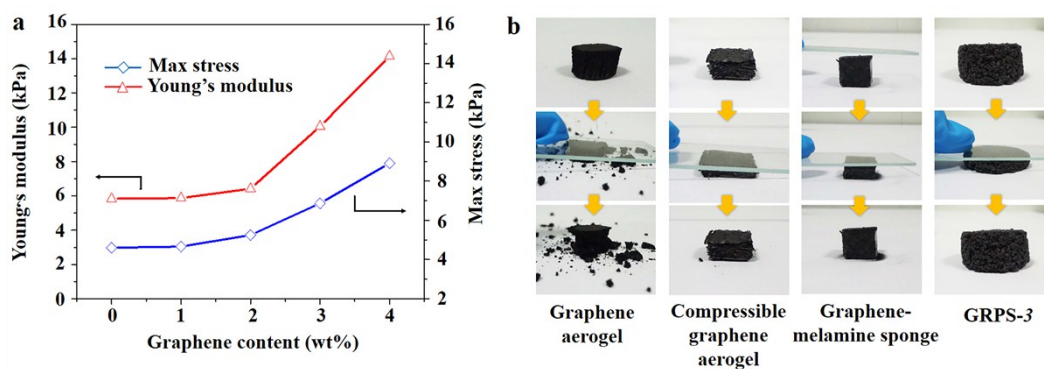 a
16
14
12
10
8
6
4
2
0
Young's modulus (kPa)
Max stress
Young's modulus
16
14
12
10
8
6
4
2
Max stress (kPa)
0 1 2 3 4
Graphene content (wt%)
b
Graphene
aerogel
Compressible
graphene
aerogel
Graphene-
melamine sponge
GRPS-3